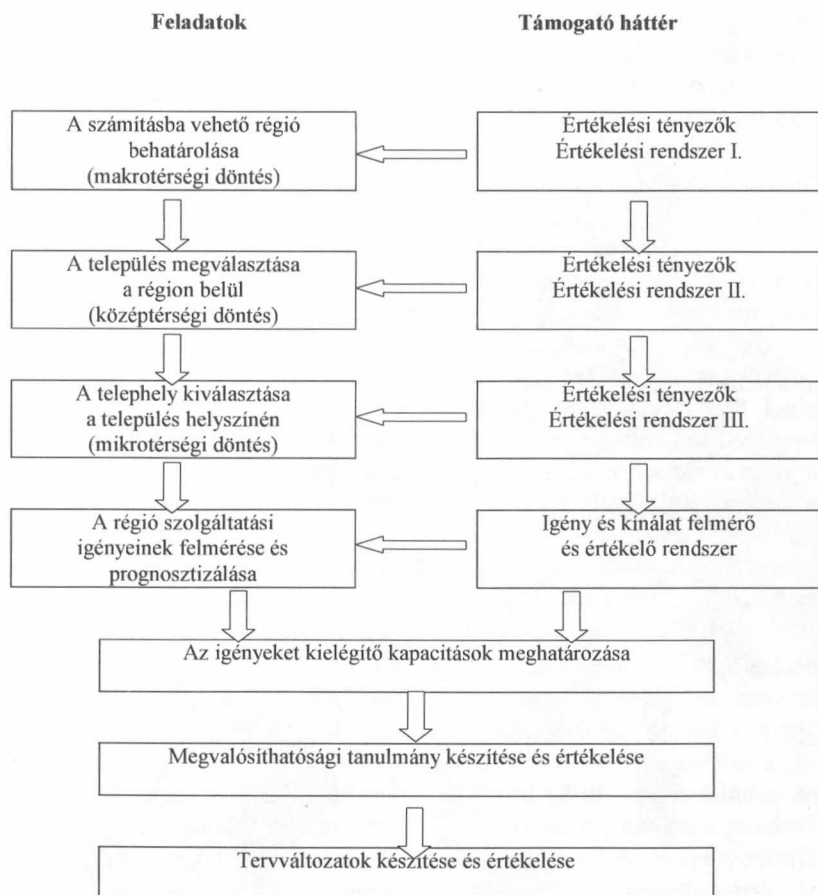 Feladatok
Támogató háttér
A számításba vehető régió
behatárolása
(makrotérségi döntés)
Értékelési tényezők
Értékelési rendszer I.
A település megválasztása
a région belül
(középtérségi döntés)
Értékelési tényezők
Értékelési rendszer II.
A telephely kiválasztása
a település helyszínén
(mikrotérségi döntés)
Értékelési tényezők
Értékelési rendszer III.
A régió szolgáltatási
igényeinek felmérése és
prognosztizálása
Igény és kínálat felmérő
és értékelő rendszer
Az igényeket kielégítő kapacitások meghatározása
Megvalósíthatósági tanulmány készítése és értékelése
Tervváltozatok készítése és értékelése